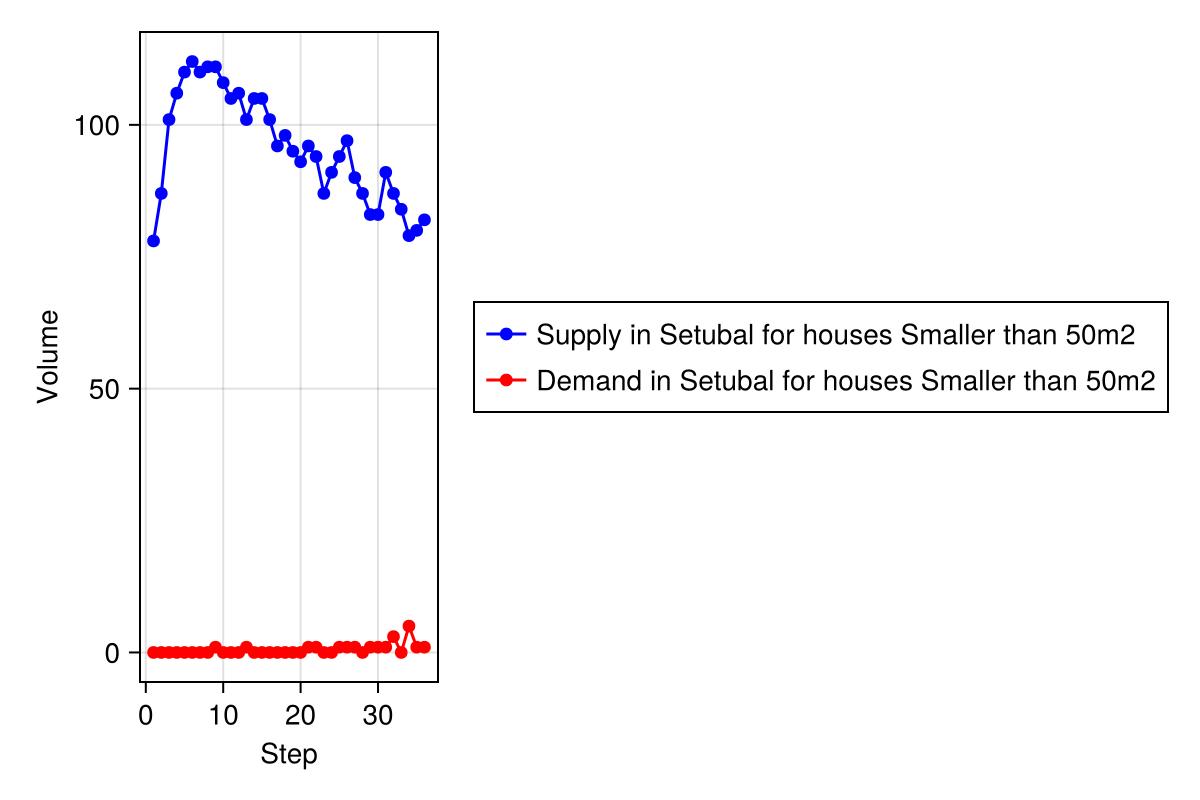 100
50
0
Volume
0 10 20 30
Step
Supply in Setubal for houses Smaller than 50m2
Demand in Setubal for houses Smaller than 50m2